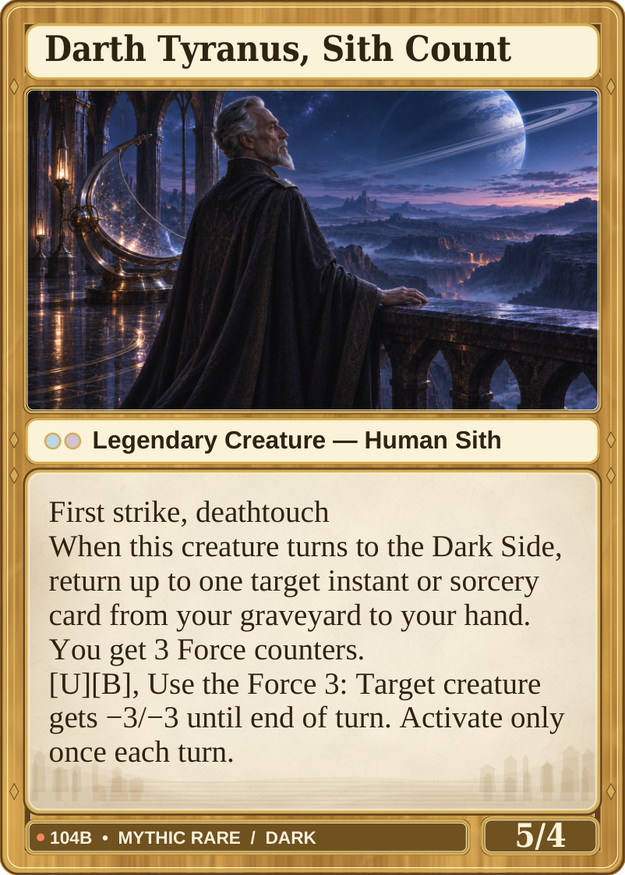 Darth Tyranus, Sith Count
Legendary Creature — Human Sith
First strike, deathtouch
When this creature turns to the Dark Side,
return up to one target instant or sorcery
card from your graveyard to your hand.
You get 3 Force counters.
[U][B], Use the Force 3: Target creature
gets −3/−3 until end of turn. Activate only
once each turn.
104B • MYTHIC RARE / DARK
5/4